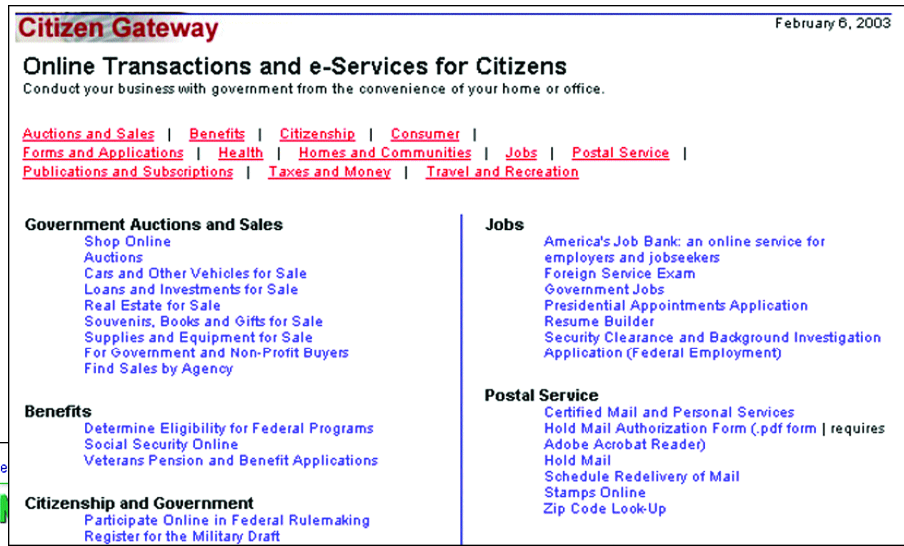 Citizen Gateway
February 6, 2003
Online Transactions and e-Services for Citizens
Conduct your business with government from the convenience of your home or office.
Auctions and Sales | Benefits | Citizenship | Consumer |
Forms and Applications | Health | Homes and Communities | Jobs | Postal Service |
Publications and Subscriptions | Taxes and Money | Travel and Recreation
Government Auctions and Sales
Shop Online
Auctions
Cars and Other Vehicles for Sale
Loans and Investments for Sale
Real Estate for Sale
Souvenirs, Books and Gifts for Sale
Supplies and Equipment for Sale
For Government and Non-Profit Buyers
Find Sales by Agency
Benefits
Determine Eligibility for Federal Programs
Social Security Online
Veterans Pension and Benefit Applications
Citizenship and Government
Participate Online in Federal Rulemaking
Register for the Military Draft
Jobs
America's Job Bank: an online service for
employers and jobseekers
Foreign Service Exam
Government Jobs
Presidential Appointments Application
Resume Builder
Security Clearance and Background Investigation
Application (Federal Employment)
Postal Service
Certified Mail and Personal Services
Hold Mail Authorization Form (.pdf form | requires
Adobe Acrobat Reader)
Hold Mail
Schedule Redelivery of Mail
Stamps Online
Zip Code Look-Up